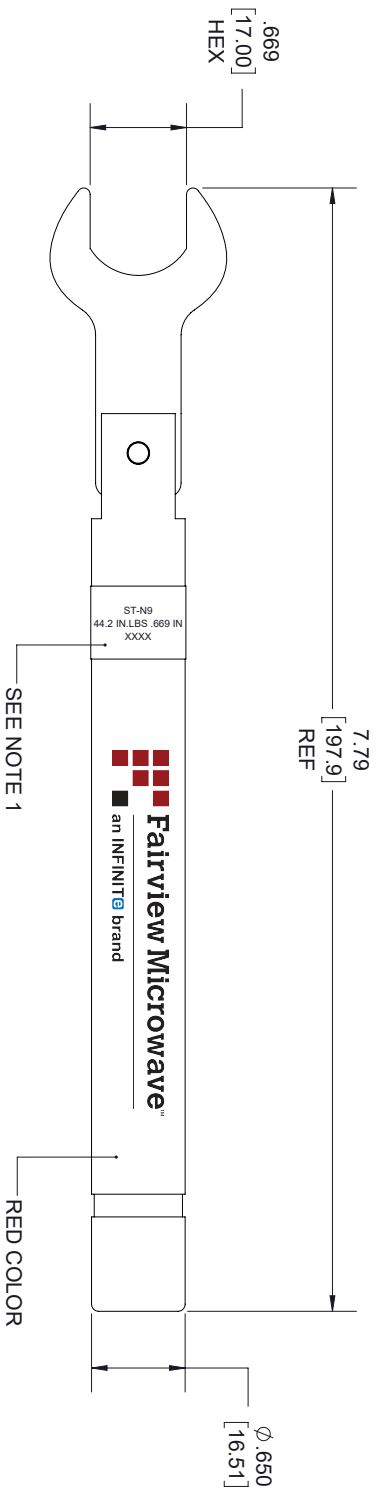 .669
[17.00]
HEX
7.79
[197.9]
REF
ST-N9
44.2 IN.LBS .669 IN
XXXX
SEE NOTE 1
Fairview Microwave™
an INFINITe brand
RED COLOR
Ø.650
[16.51]